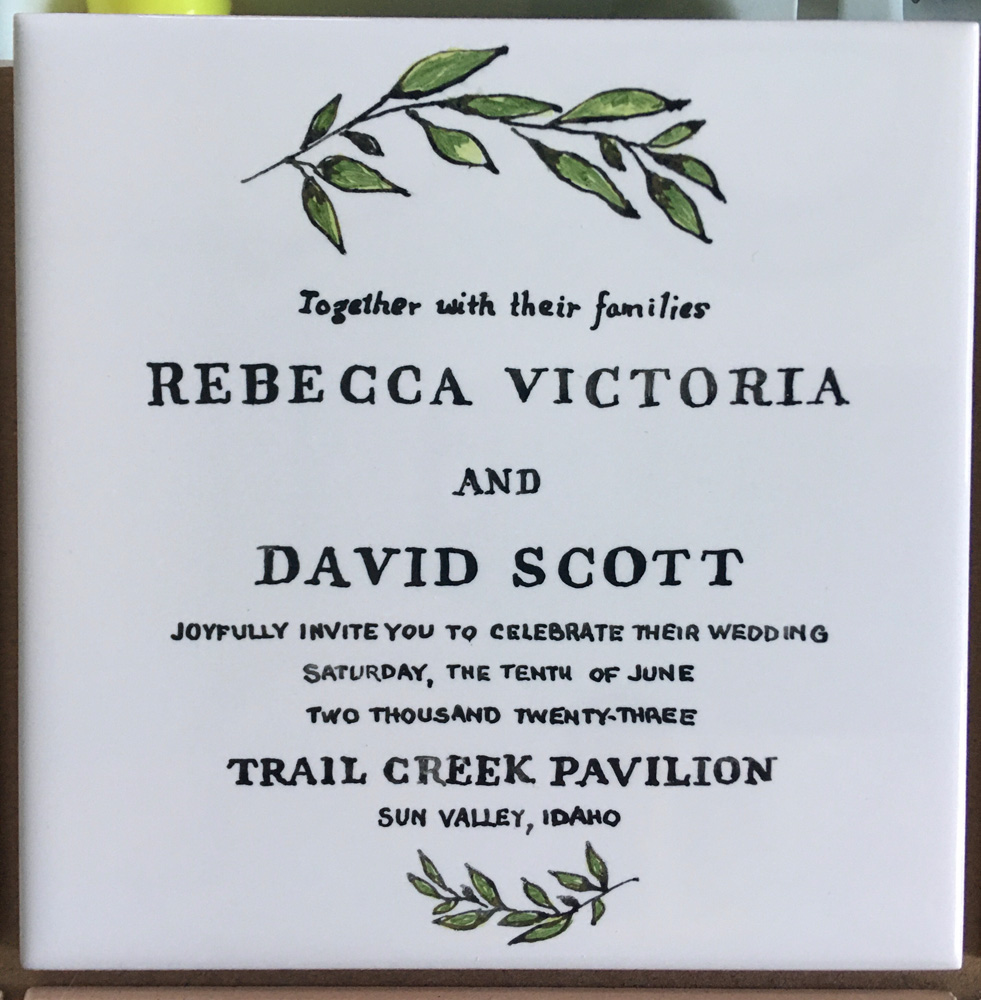 Together with their families
REBECCA VICTORIA
AND
DAVID SCOTT
JOYFULLY INVITE YOU TO CELEBRATE THEIR WEDDING
SATURDAY, THE TENTH OF JUNE
TWO THOUSAND TWENTY-THREE
TRAIL CREEK PAVILION
SUN VALLEY, IDAHO